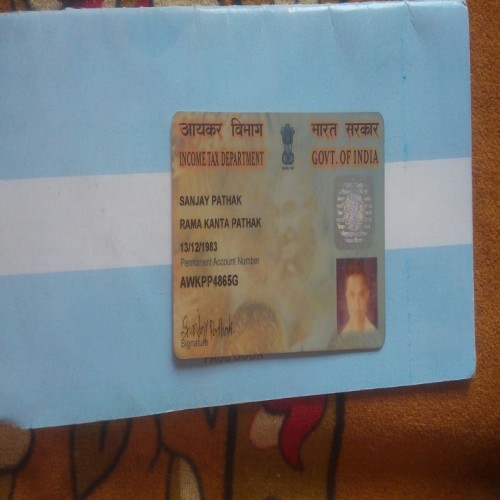 आयकर विभाग भारत सरकार
INCOME TAX DEPARTMENT GOVT. OF INDIA
SANJAY PATHAK
RAMA KANTA PATHAK
13/12/1983
Permanent Account Number
AWKPP4865G
Sanjay Pathak
Signature